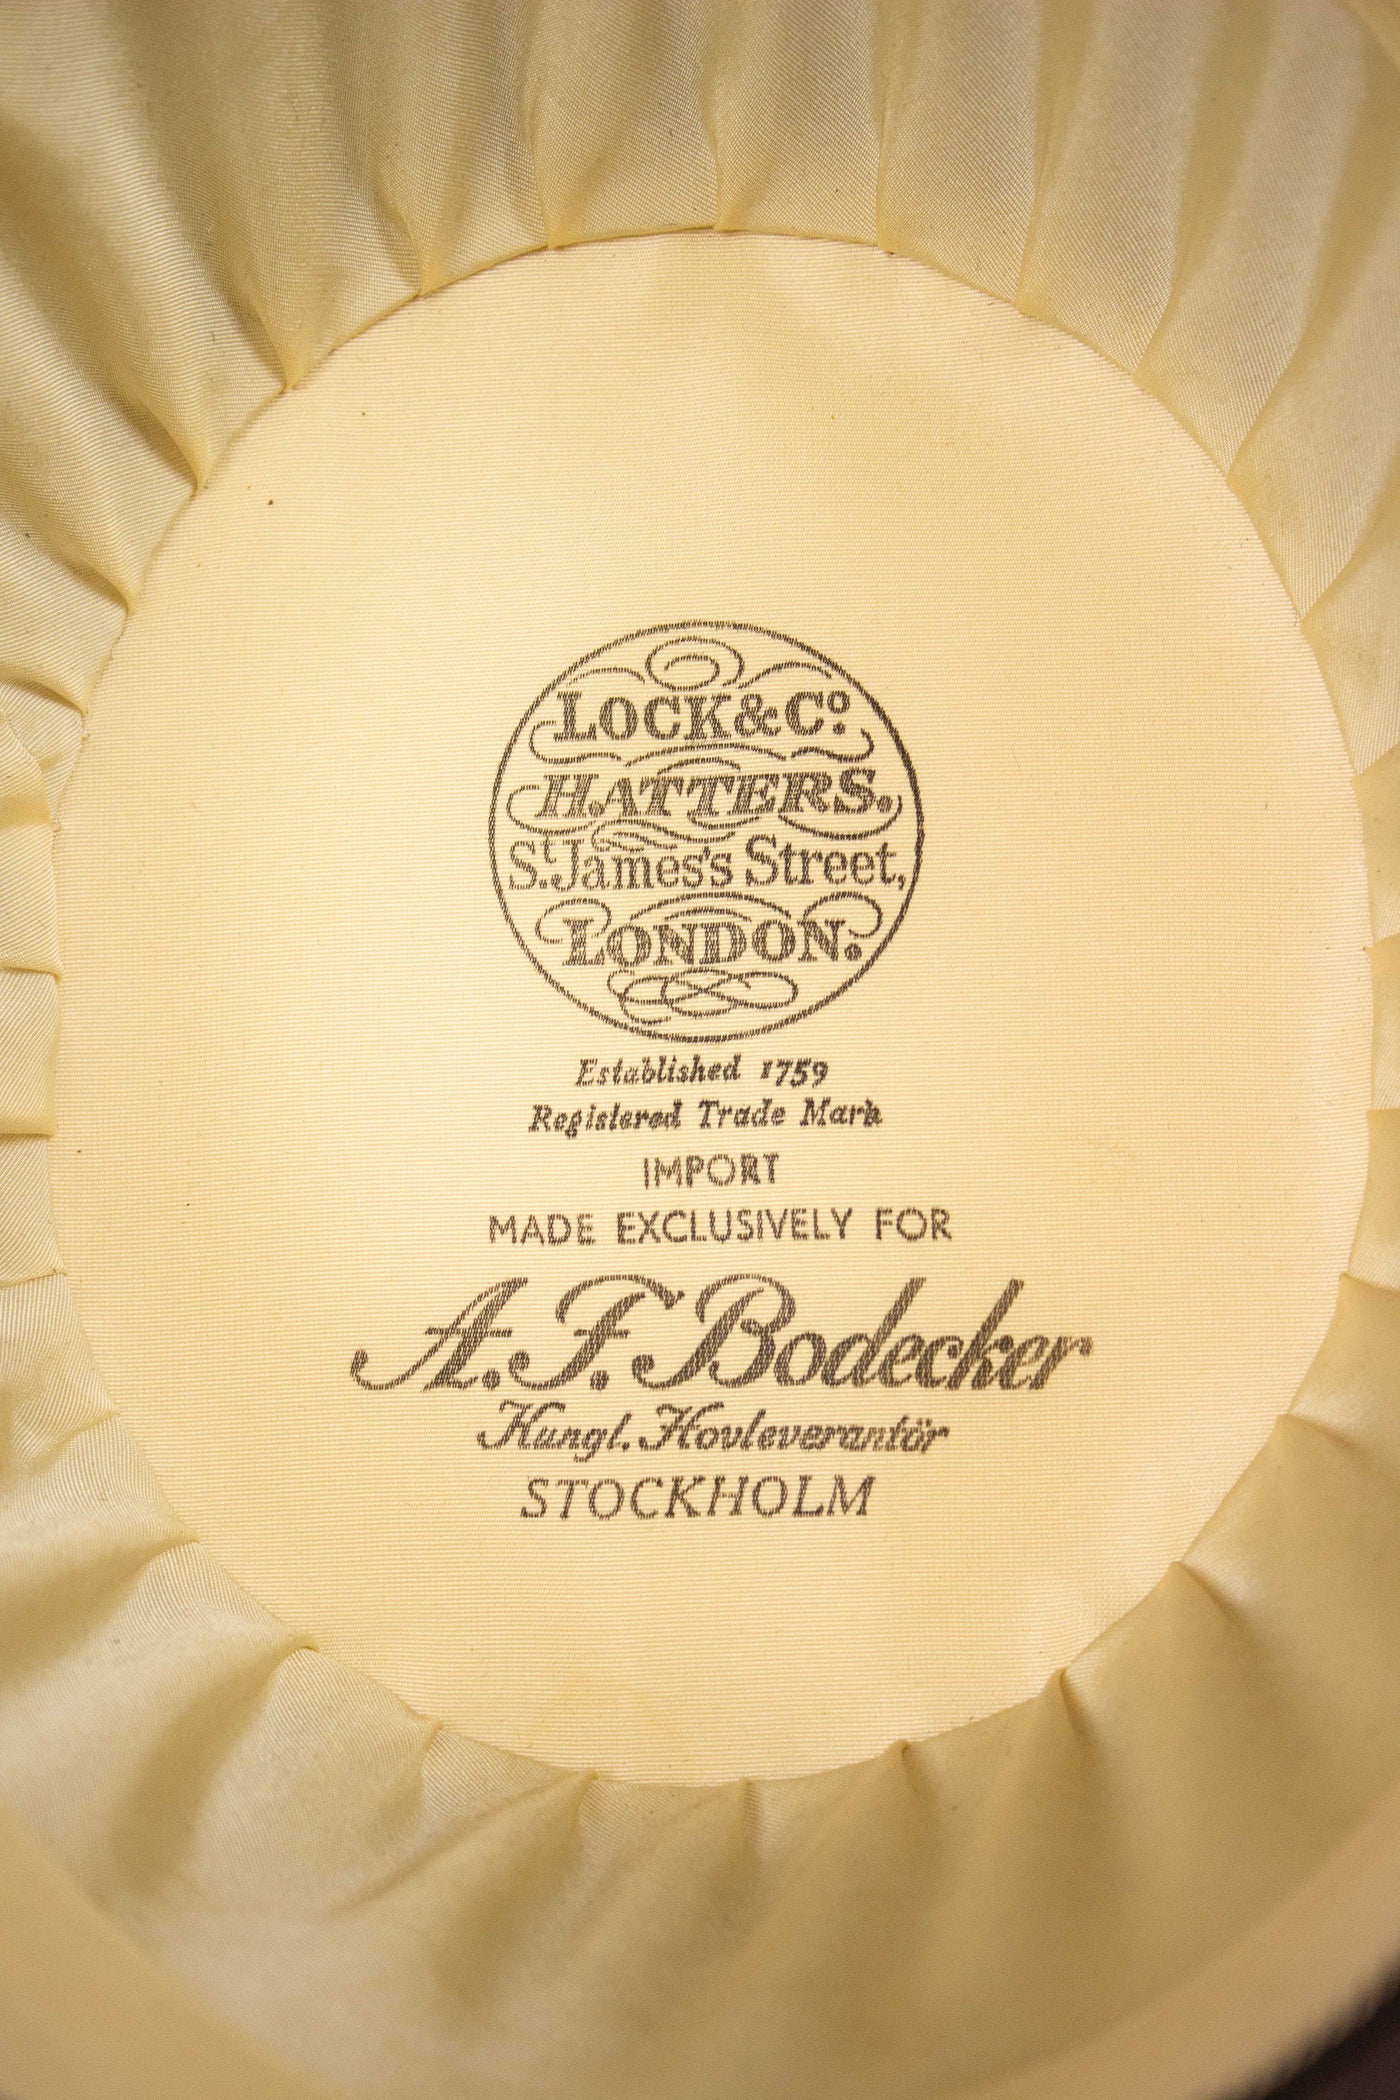 LOCK & Cº
HATTERS.
St. James's Street,
LONDON.
Established 1759
Registered Trade Mark
IMPORT
MADE EXCLUSIVELY FOR
A.F. Bodecker
Kungl. Hovleverantör
STOCKHOLM